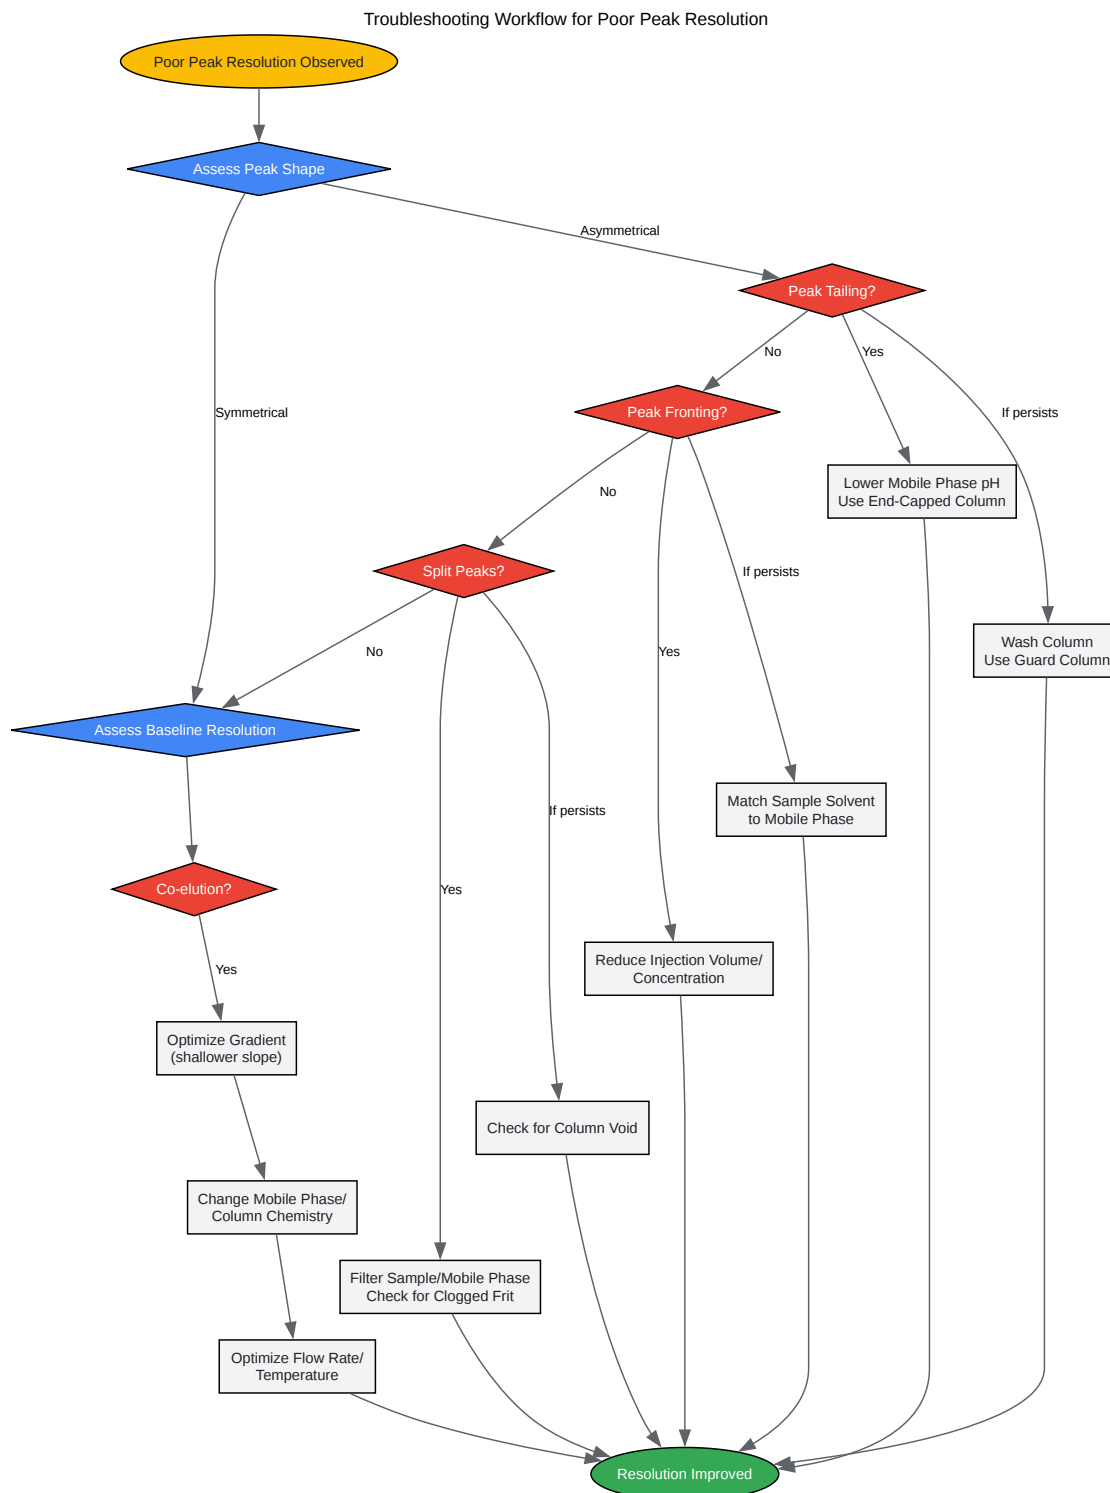 Troubleshooting Workflow for Poor Peak Resolution
Poor Peak Resolution Observed
Assess Peak Shape
Asymmetrical
Peak Tailing?
No
Yes
Symmetrical
Peak Fronting?
If persists
Lower Mobile Phase pH
Use End-Capped Column
No
Split Peaks?
If persists
Wash Column
Use Guard Column
No
Yes
Assess Baseline Resolution
Match Sample Solvent
to Mobile Phase
If persists
Co-elution?
Yes
Reduce Injection Volume/
Concentration
Yes
Optimize Gradient
(shallower slope)
Check for Column Void
Change Mobile Phase/
Column Chemistry
Filter Sample/Mobile Phase
Check for Clogged Frit
Optimize Flow Rate/
Temperature
Resolution Improved